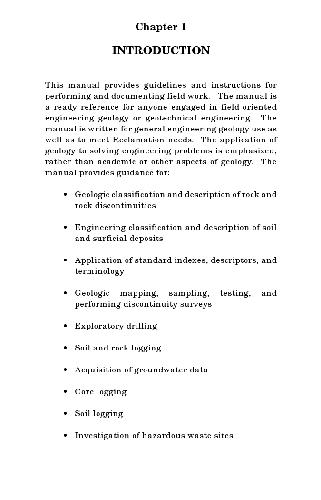 Chapter 1
INTRODUCTION
This manual provides guidelines and instructions for
performing and documenting field work. The manual is
a ready reference for anyone engaged in field-oriented
engineering geology or geotechnical engineering. The
manual is written for general engineering geology use as
well as to meet Reclamation needs. The application of
geology to solving engineering problems is emphasized,
rather than academic or other aspects of geology. The
manual provides guidance for:
• Geologic classification and description of rock and
rock discontinuities
• Engineering classification and description of soil
and surficial deposits
• Application of standard indexes, descriptors, and
terminology
• Geologic mapping, sampling, testing, and
performing discontinuity surveys
• Exploratory drilling
• Soil and rock logging
• Acquisition of groundwater data
• Core logging
• Soil logging
• Investigation of hazardous waste sites